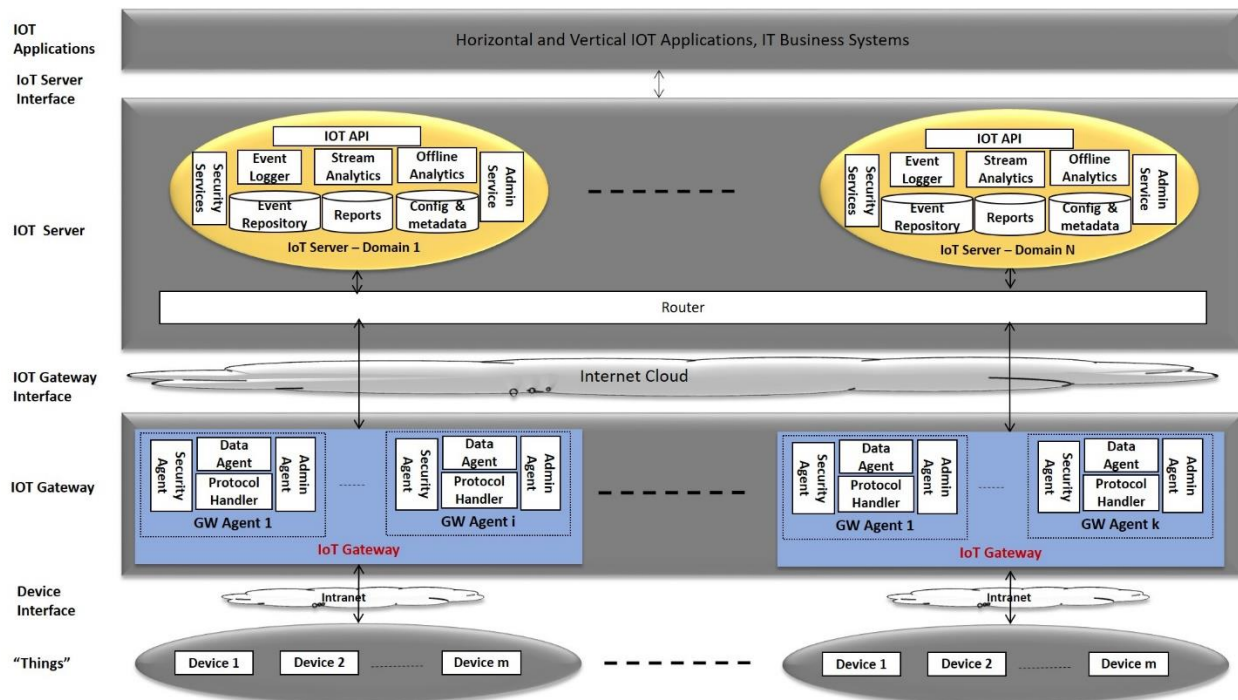 IOT
Applications
Horizontal and Vertical IOT Applications, IT Business Systems
IoT Server
Interface
IOT Server
IOT API
Security
Services
Event
Logger
Stream
Analytics
Offline
Analytics
Admin
Service
Event
Repository
Reports
Config &
metadata
IoT Server – Domain 1
IOT API
Security
Services
Event
Logger
Stream
Analytics
Offline
Analytics
Admin
Service
Event
Repository
Reports
Config &
metadata
IoT Server – Domain N
Router
IOT Gateway
Interface
Internet Cloud
IOT Gateway
Security
Agent
Data
Agent
Protocol
Handler
Admin
Agent
GW Agent 1
Security
Agent
Data
Agent
Protocol
Handler
Admin
Agent
GW Agent i
IoT Gateway
Security
Agent
Data
Agent
Protocol
Handler
Admin
Agent
GW Agent 1
Security
Agent
Data
Agent
Protocol
Handler
Admin
Agent
GW Agent k
IoT Gateway
Device
Interface
Intranet
Intranet
“Things”
Device 1
Device 2
Device m
Device 1
Device 2
Device m